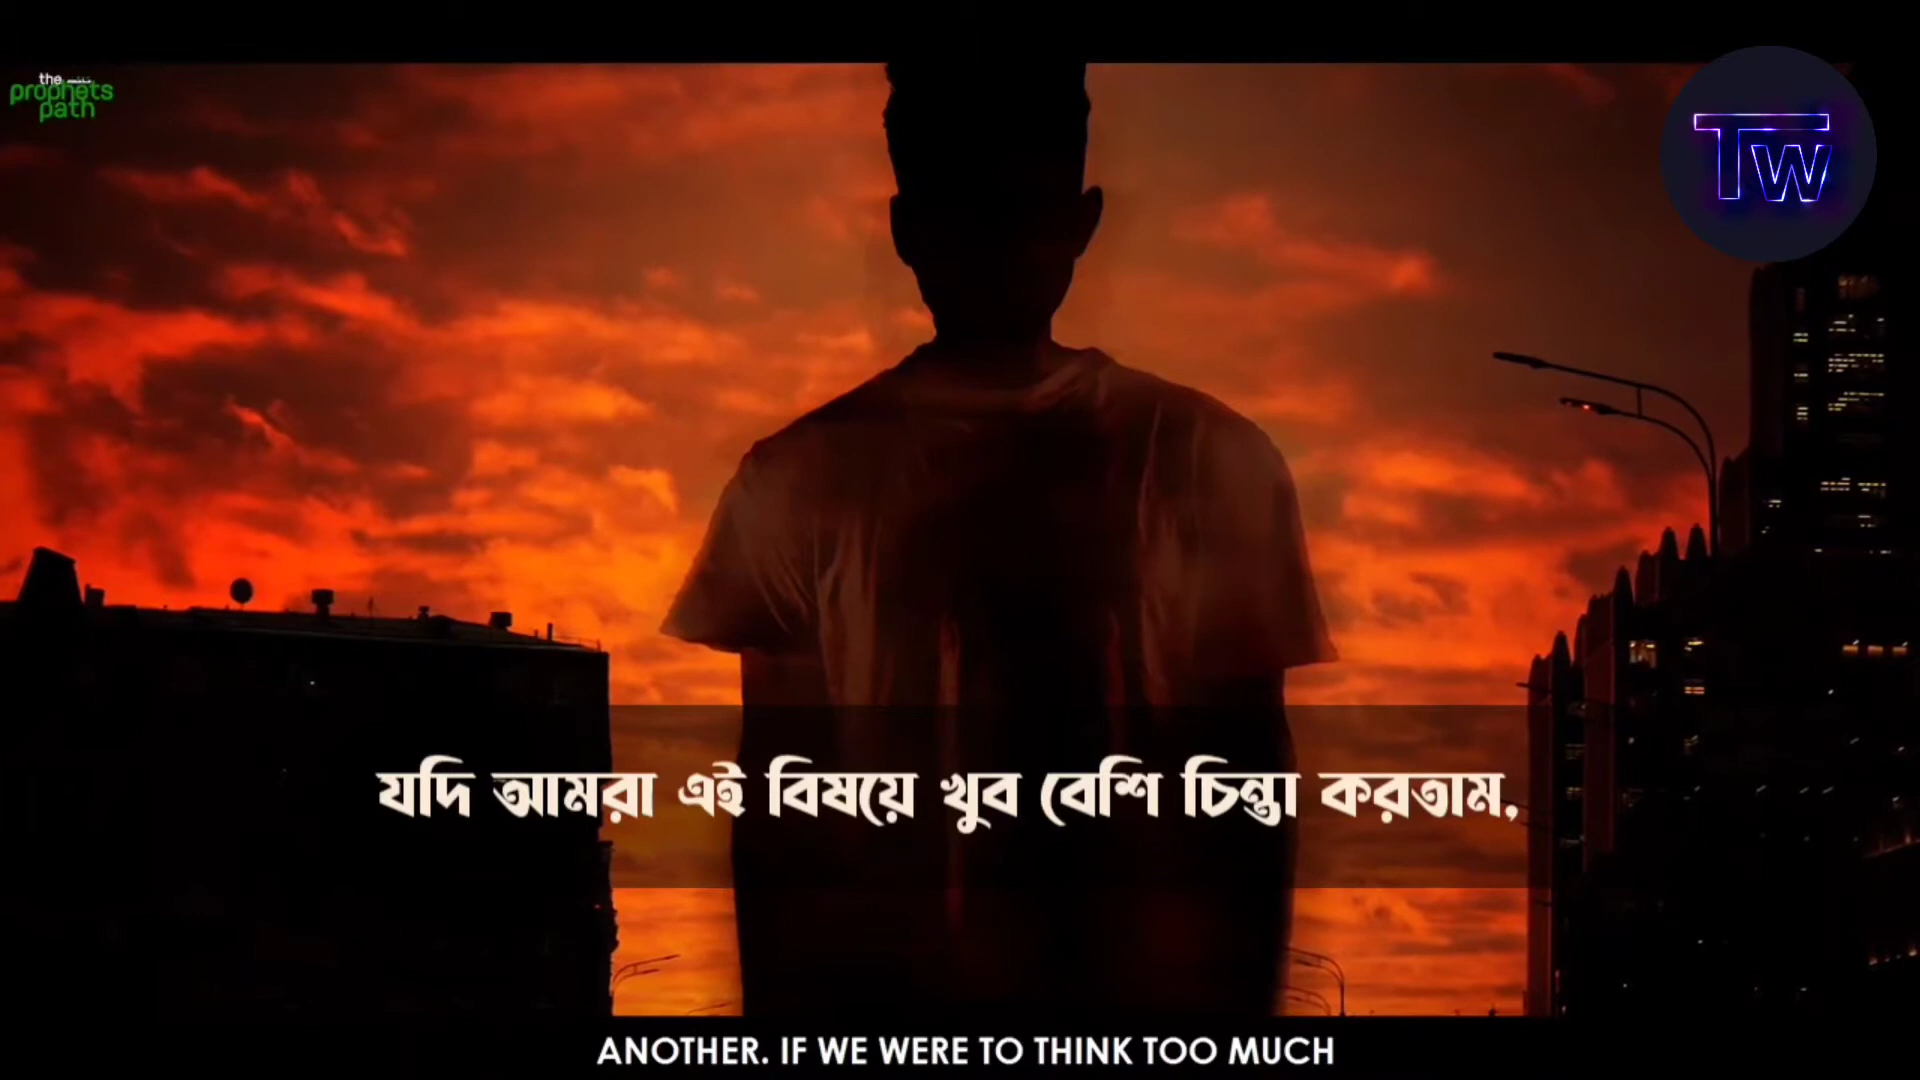 the
prophets
path
TW
যদি আমরা এই বিষয়ে খুব বেশি চিন্তা করতাম,
ANOTHER. IF WE WERE TO THINK TOO MUCH